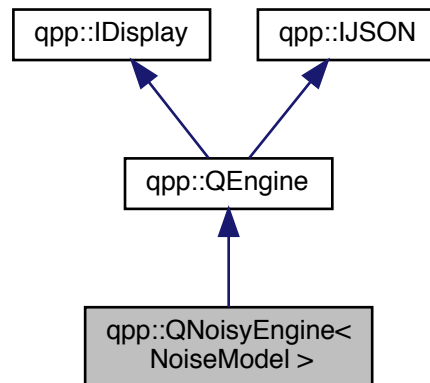 qpp::IDisplay
qpp::IJSON
qpp::QEngine
qpp::QNoisyEngine<
NoiseModel >